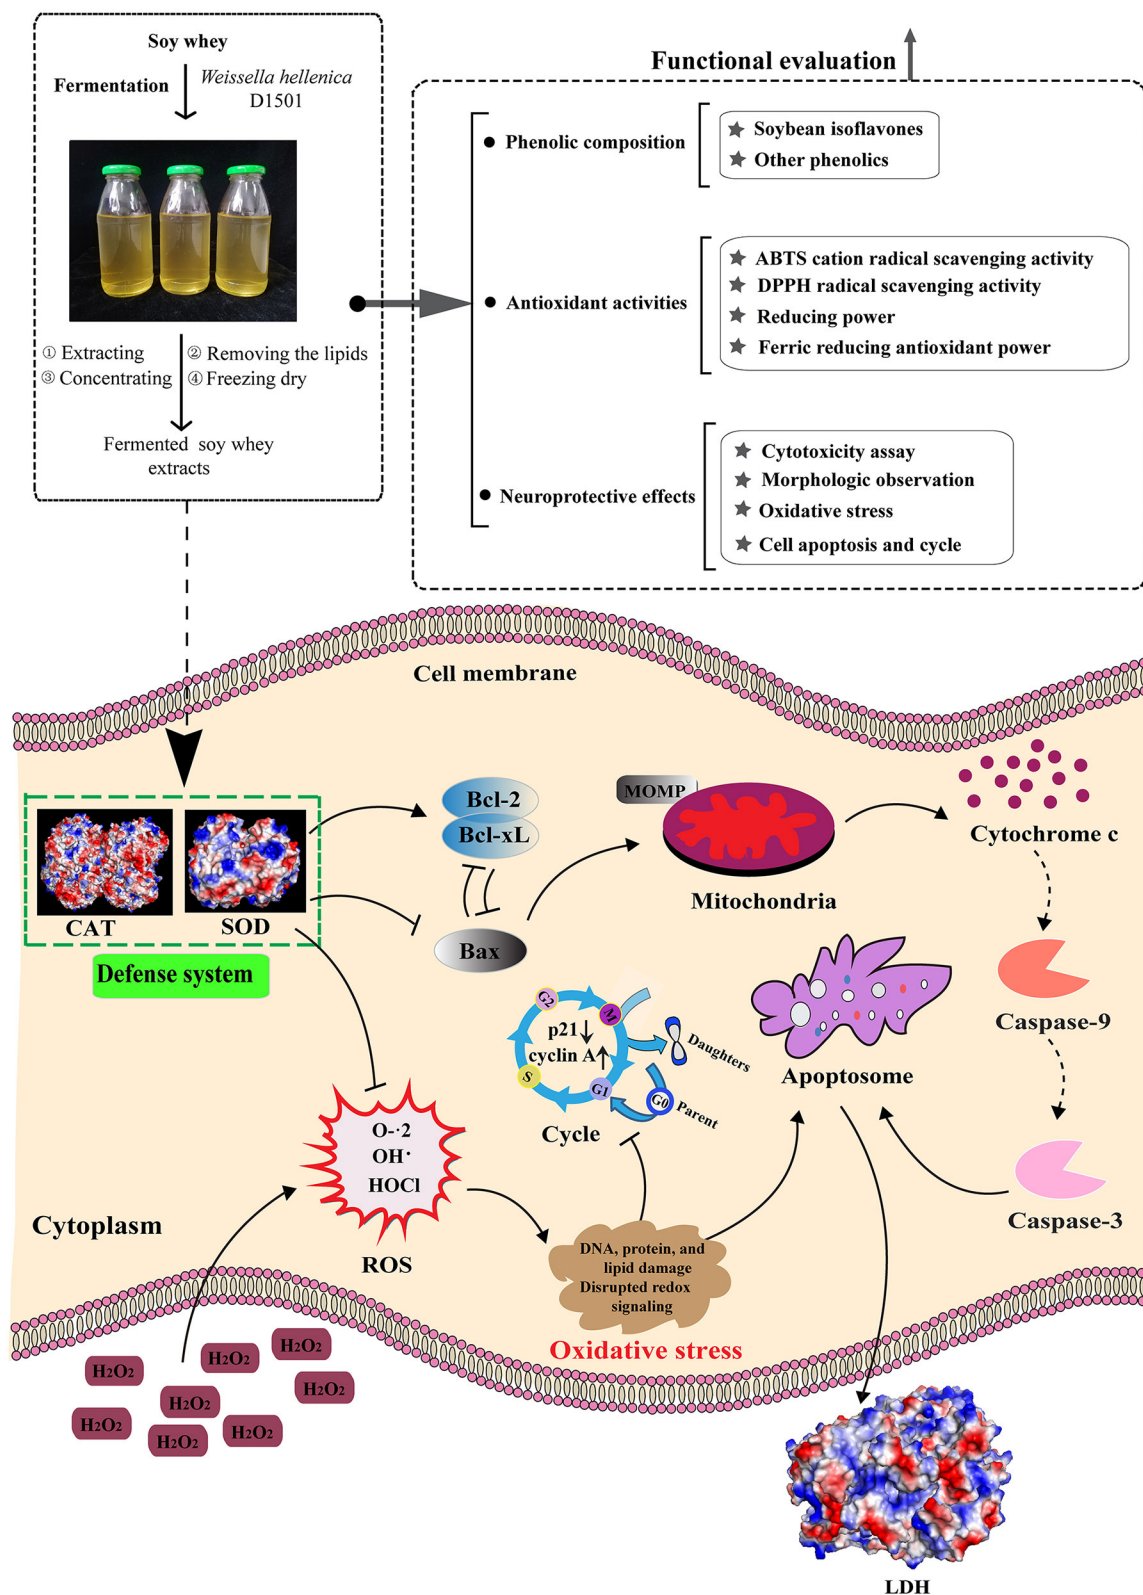 Soy whey
Fermentation
Weissella hellenica
D1501
① Extracting
② Removing the lipids
③ Concentrating
④ Freezing dry
Fermented soy whey
extracts
Functional evaluation
Phenolic composition
Soybean isoflavones
Other phenolics
Antioxidant activities
ABTS cation radical scavenging activity
DPPH radical scavenging activity
Reducing power
Ferric reducing antioxidant power
Neuroprotective effects
Cytotoxicity assay
Morphologic observation
Oxidative stress
Cell apoptosis and cycle
Cell membrane
CAT
SOD
Defense system
Bcl-2
Bcl-xL
Bax
MOMP
Mitochondria
Cytochrome c
Caspase-9
Caspase-3
Apoptosome
G2
M
p21
cyclin A
S
G1
G0
Daughters
Parent
Cycle
O-·2
OH·
HOCl
ROS
Cytoplasm
DNA, protein, and
lipid damage
Disrupted redox
signaling
Oxidative stress
H2O2
H2O2
H2O2
H2O2
H2O2
H2O2
H2O2
H2O2
LDH